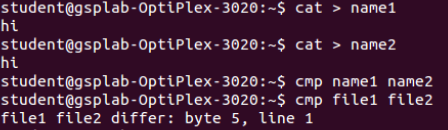 student@gsplab-OptiPlex-3020:~$ cat > name1
hi
student@gsplab-OptiPlex-3020:~$ cat > name2
hi
student@gsplab-OptiPlex-3020:~$ cmp name1 name2
student@gsplab-OptiPlex-3020:~$ cmp file1 file2
file1 file2 differ: byte 5, line 1